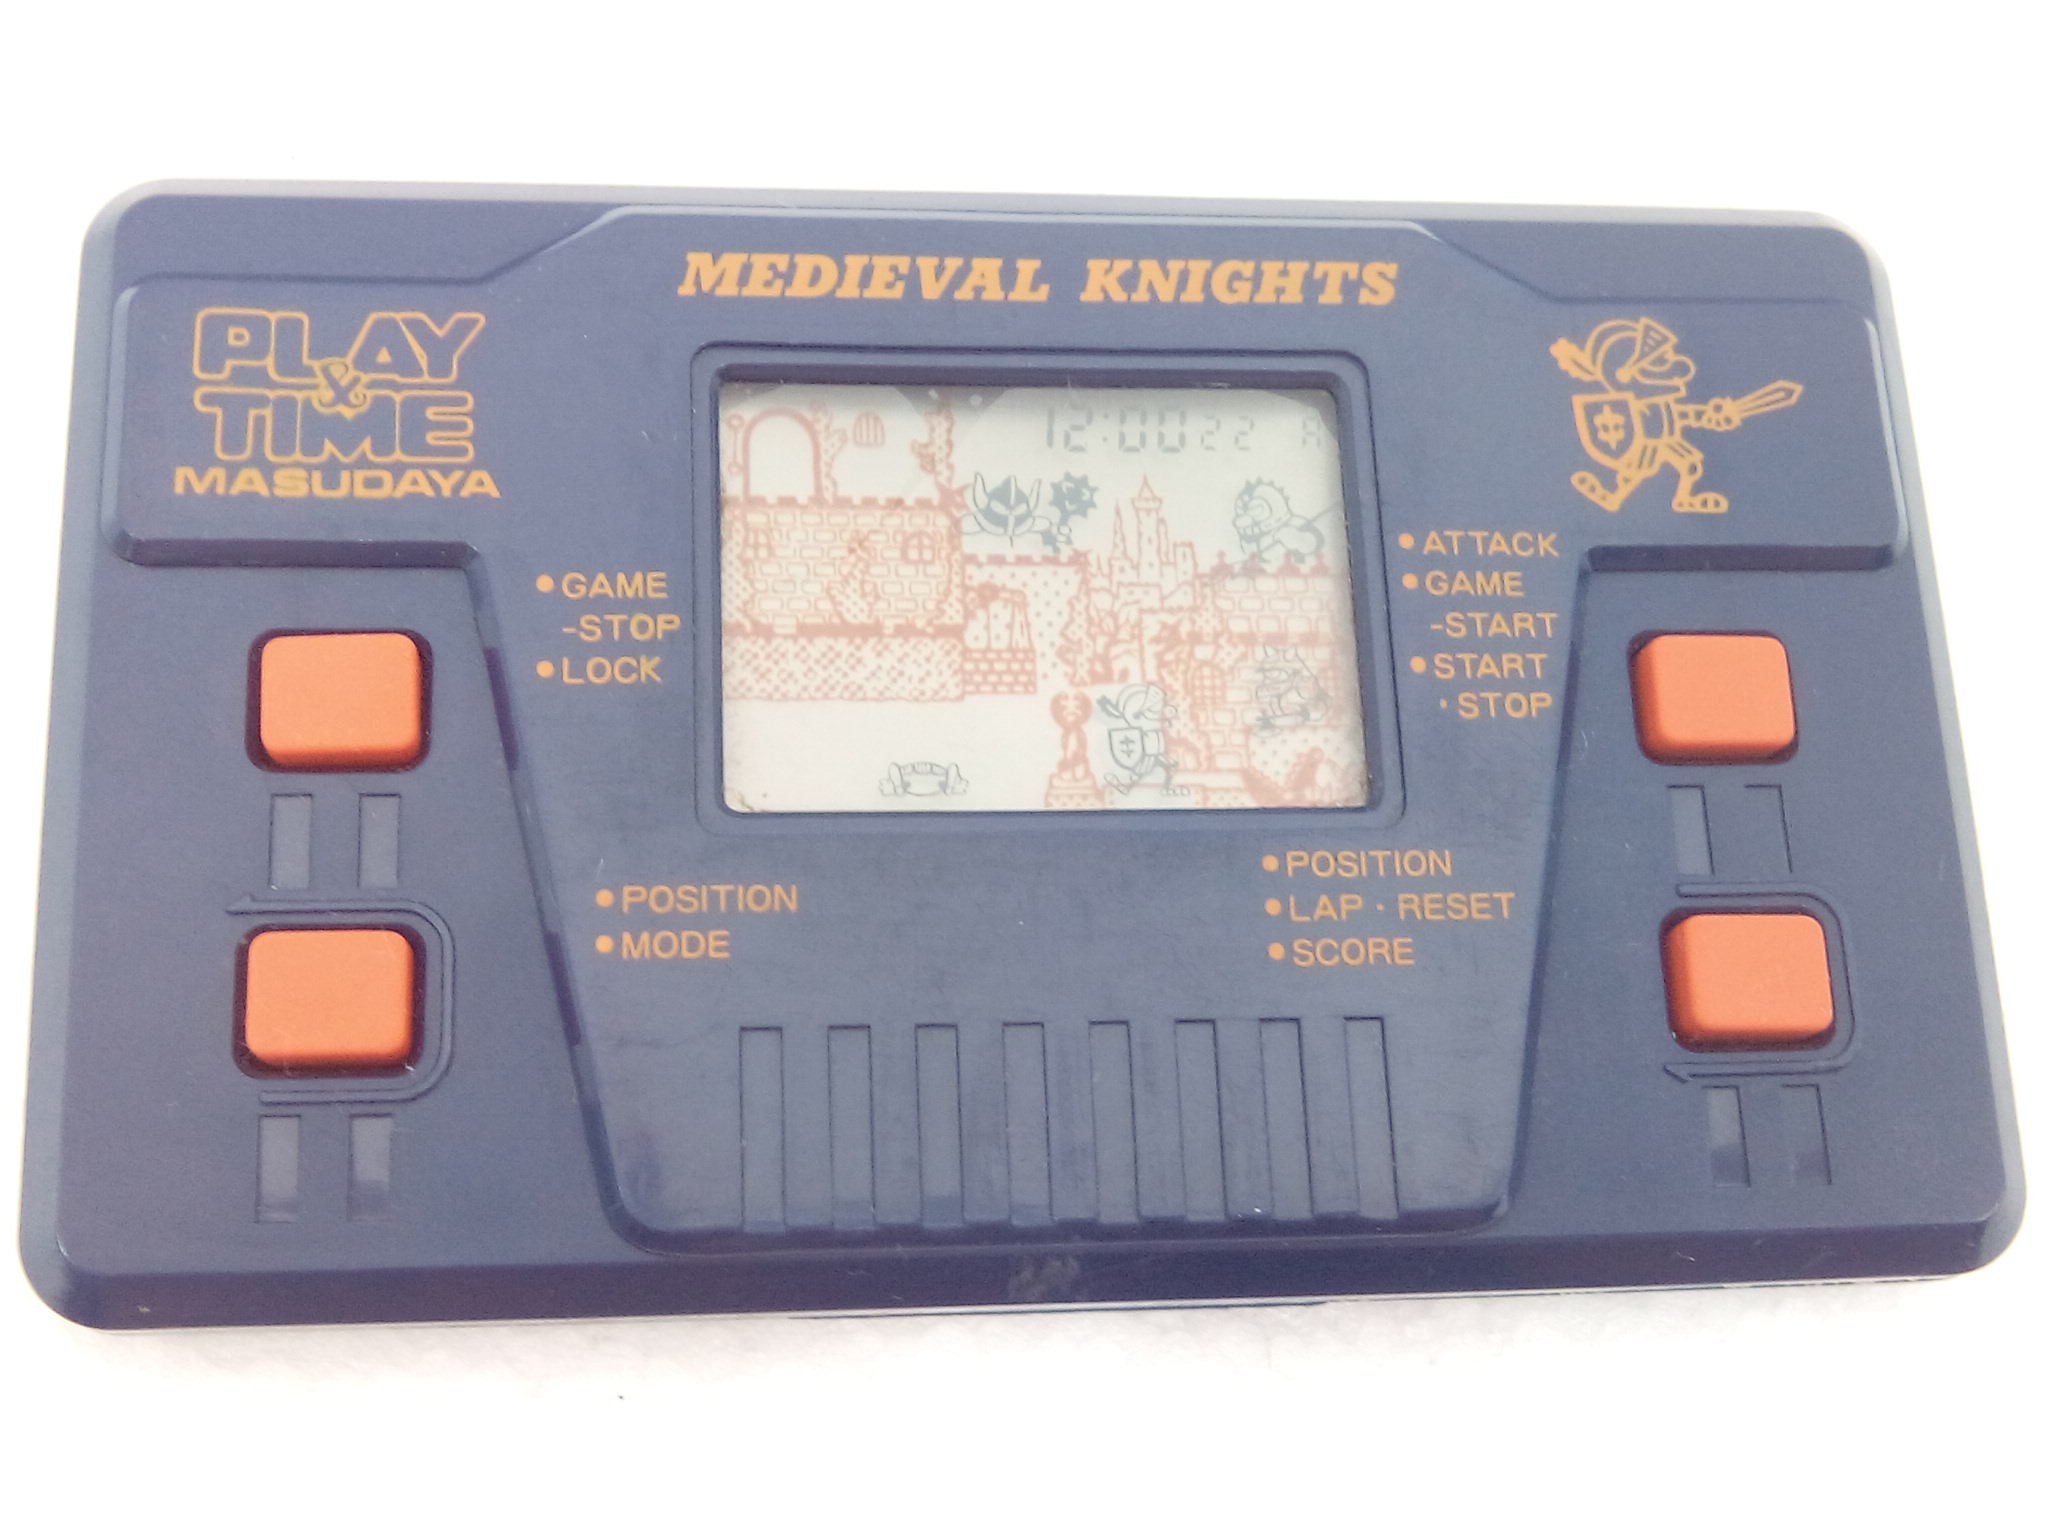 MEDIEVAL KNIGHTS
PLAY
&
TIME
MASUDAYA
12:00 22 A
•GAME
-STOP
•LOCK
•ATTACK
•GAME
-START
•START
·STOP
•POSITION
•MODE
•POSITION
•LAP·RESET
•SCORE